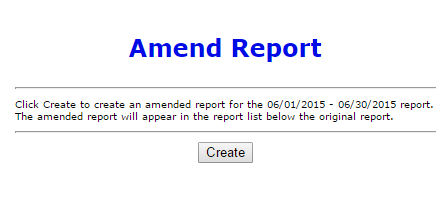 Amend Report
Click Create to create an amended report for the 06/01/2015 - 06/30/2015 report.
The amended report will appear in the report list below the original report.
Create